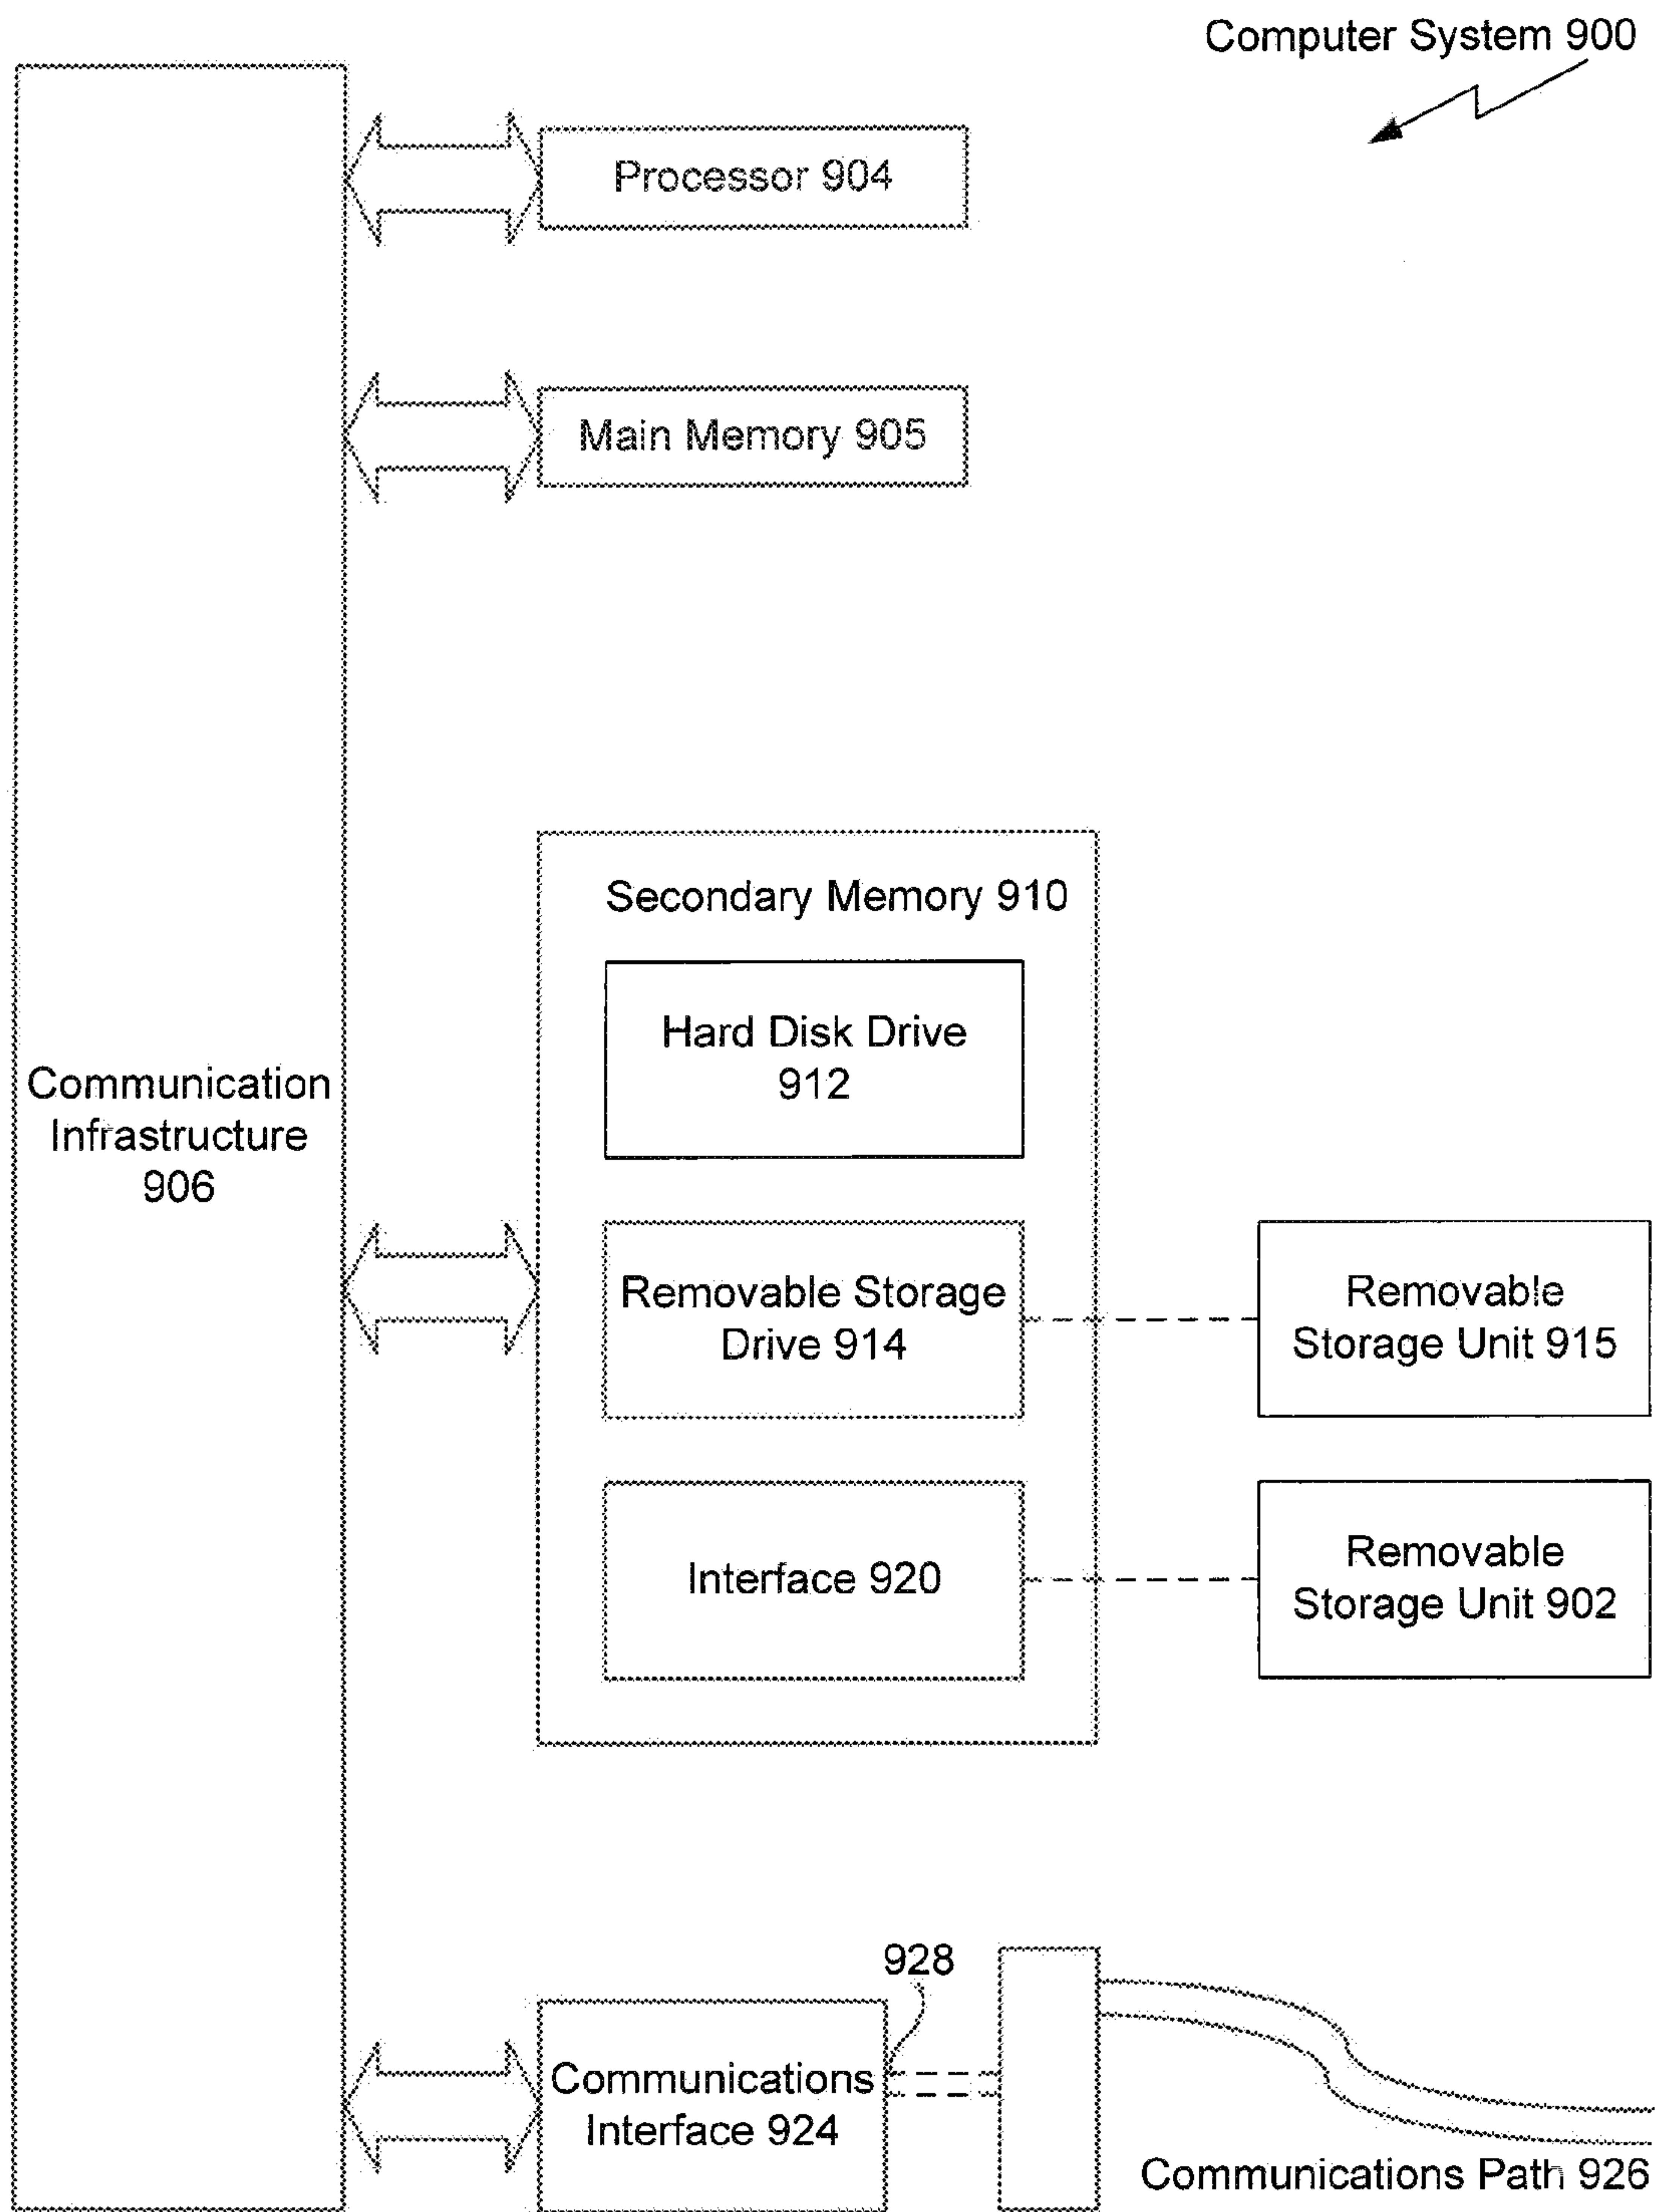 Computer System 900
Processor 904
Main Memory 905
Secondary Memory 910
Hard Disk Drive
912
Communication
Infrastructure
906
Removable Storage
Drive 914
Removable
Storage Unit 915
Interface 920
Removable
Storage Unit 902
928
Communications
Interface 924
Communications Path 926